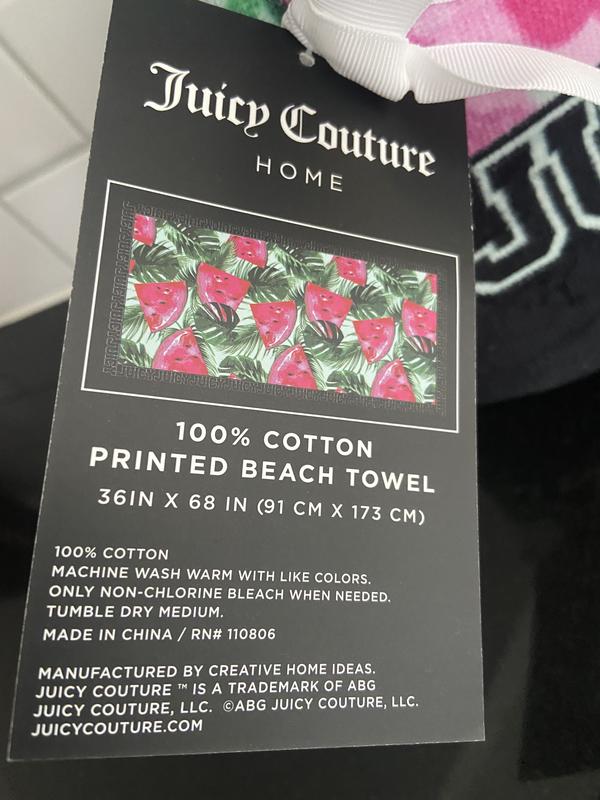 Juicy Couture
HOME
100% COTTON
PRINTED BEACH TOWEL
36IN X 68 IN (91 CM X 173 CM)
100% COTTON
MACHINE WASH WARM WITH LIKE COLORS.
ONLY NON-CHLORINE BLEACH WHEN NEEDED.
TUMBLE DRY MEDIUM.
MADE IN CHINA / RN# 110806
MANUFACTURED BY CREATIVE HOME IDEAS.
JUICY COUTURE ™ IS A TRADEMARK OF ABG
JUICY COUTURE, LLC. ©ABG JUICY COUTURE, LLC.
JUICYCOUTURE.COM
JU